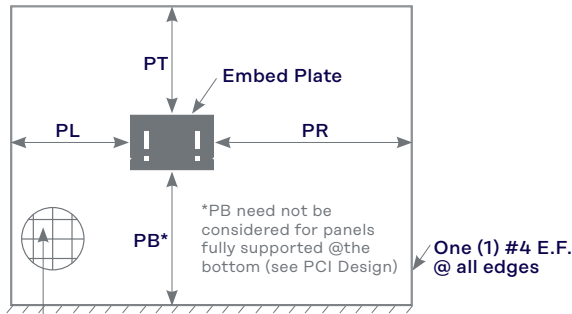 PT
Embed Plate
PL
PR
*PB need not be
considered for panels
fully supported @the
bottom (see PCI Design)
PB*
One (1) #4 E.F.
@ all edges